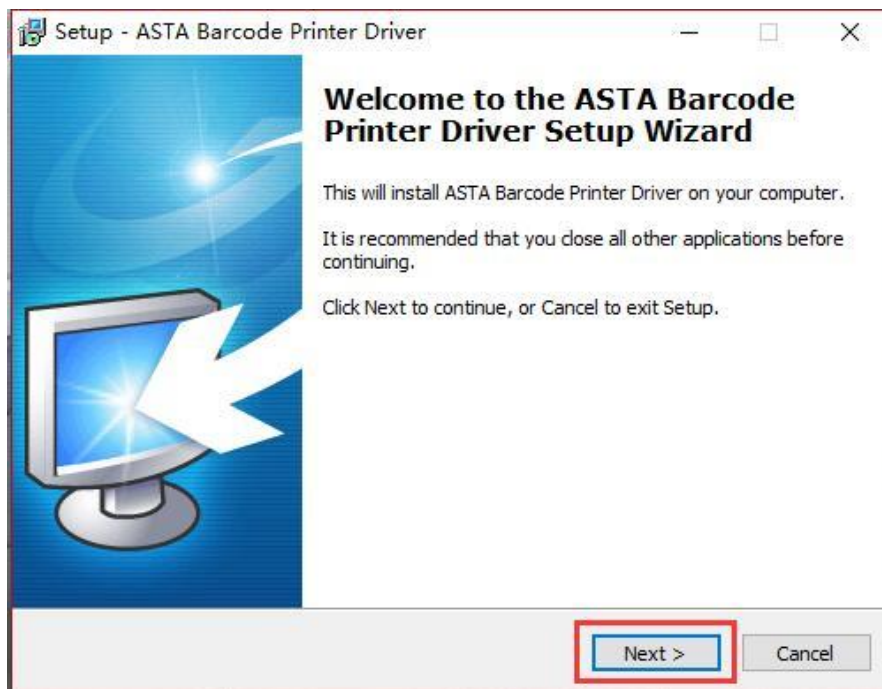 Setup - ASTA Barcode Printer Driver
Welcome to the ASTA Barcode
Printer Driver Setup Wizard
This will install ASTA Barcode Printer Driver on your computer.
It is recommended that you close all other applications before
continuing.
Click Next to continue, or Cancel to exit Setup.
Next >
Cancel